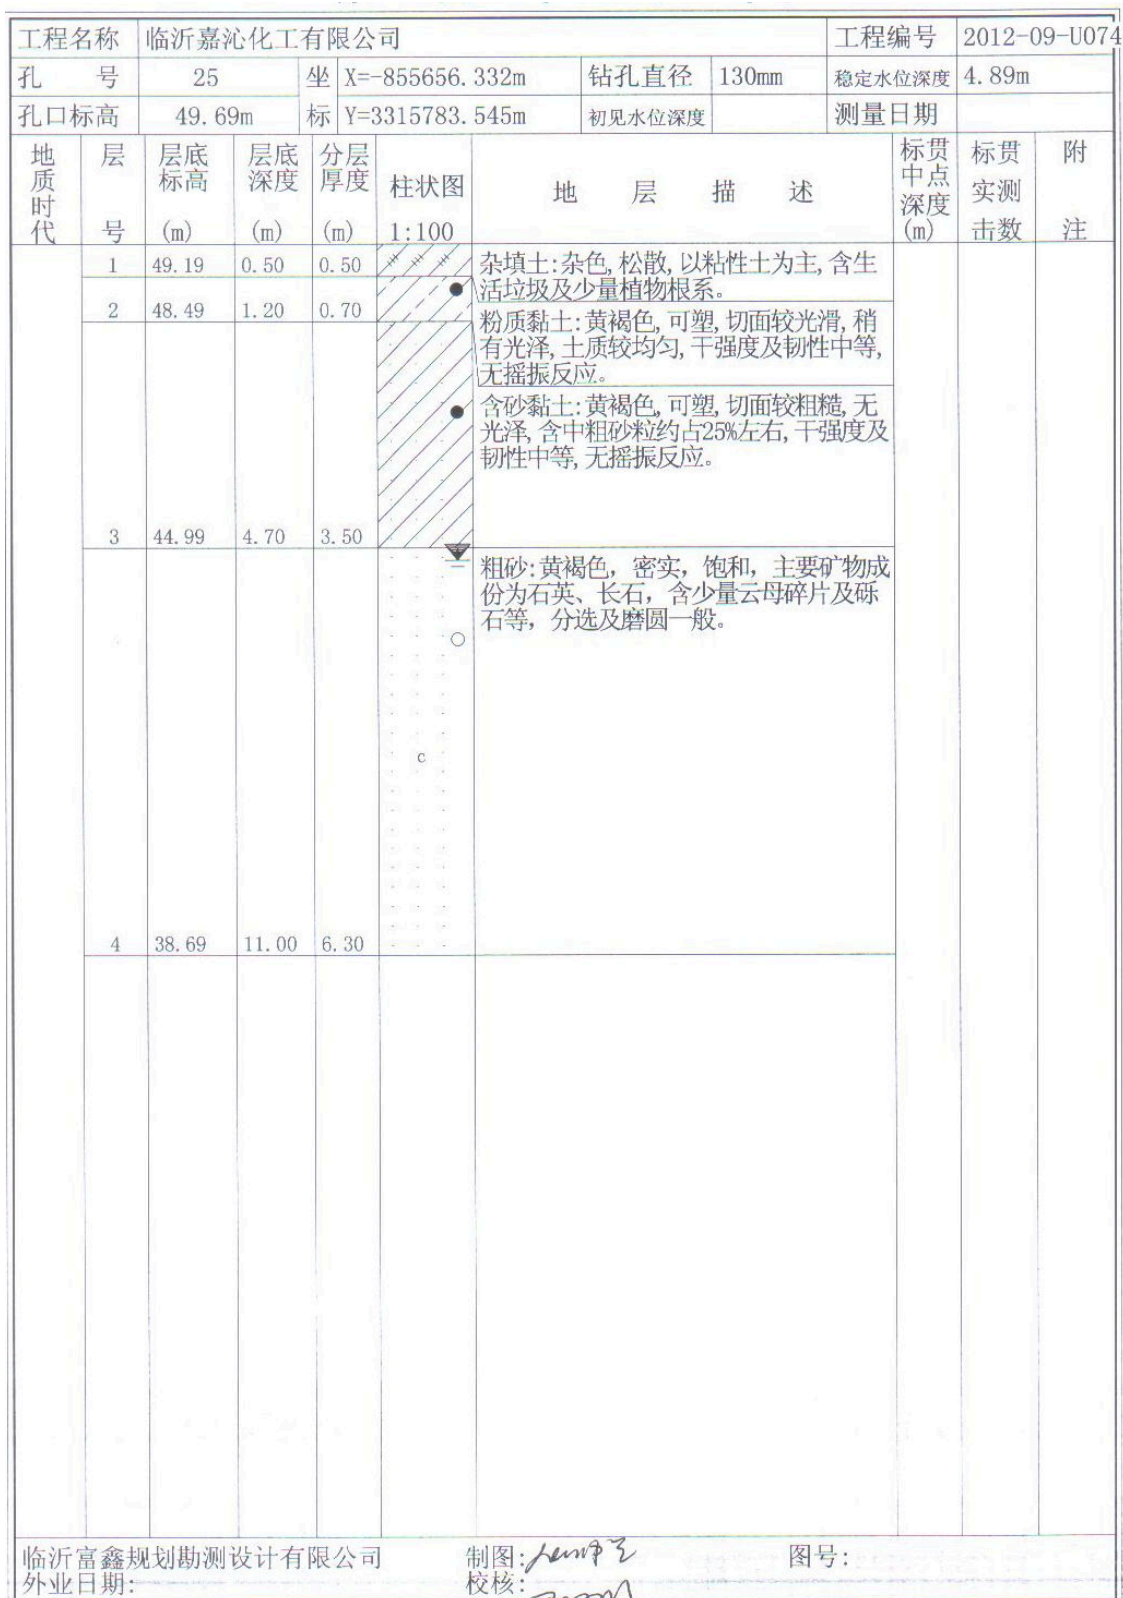 工程名称 临沂嘉沁化工有限公司 工程编号 2012-09-U074
孔 号 25 坐 X=-855656.332m 钻孔直径 130mm 稳定水位深度 4.89m
孔口标高 49.69m 标 Y=3315783.545m 初见水位深度 测量日期
地质时代 层号 层底标高(m) 层底深度(m) 分层厚度(m) 柱状图1:100 地层描述 标贯中点深度(m) 标贯实测击数 附注
1 49.19 0.50 0.50 杂填土:杂色,松散,以粘性土为主,含生
活垃圾及少量植物根系。
2 48.49 1.20 0.70 粉质黏土:黄褐色,可塑,切面较光滑,稍
有光泽,土质较均匀,干强度及韧性中等,
无摇振反应。
含砂黏土:黄褐色,可塑,切面较粗糙,无
光泽,含中粗砂粒约占25%左右,干强度及
韧性中等,无摇振反应。
3 44.99 4.70 3.50
粗砂:黄褐色，密实，饱和，主要矿物成
份为石英、长石，含少量云母碎片及砾
石等，分选及磨圆一般。
c
4 38.69 11.00 6.30
临沂富鑫规划勘测设计有限公司 制图: 图号:
外业日期: 校核: